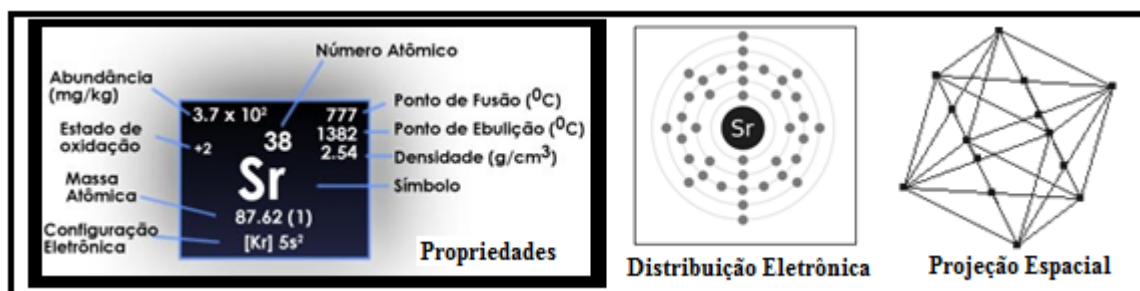 Número Atômico
Abundância
(mg/kg)
3.7 x 10²
777
Ponto de Fusão (⁰C)
Estado de
oxidação
+2
38
1382
Ponto de Ebulição (⁰C)
2.54
Densidade (g/cm³)
Sr
Símbolo
Massa
Atômica
87.62 (1)
Configuração
Eletrônica
[Kr] 5s²
Propriedades
Sr
Distribuição Eletrônica
Projeção Espacial